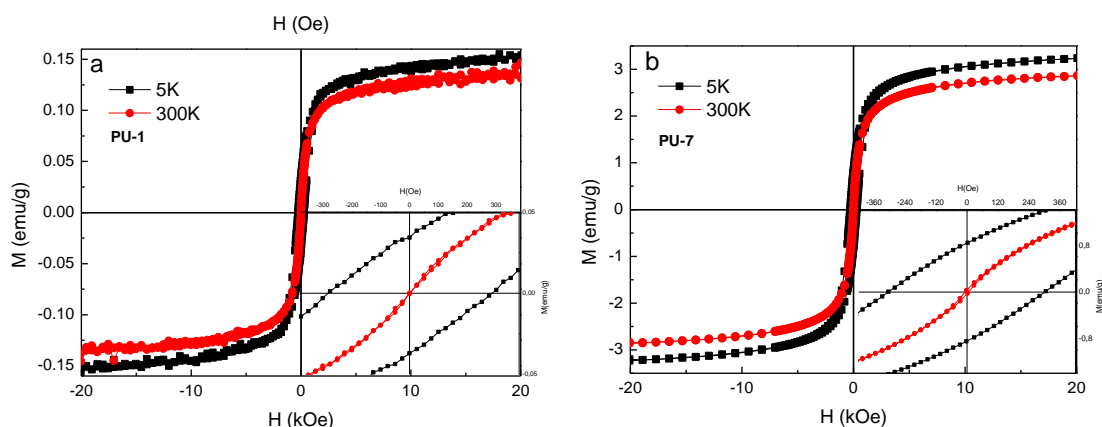 H (Oe)
a
5K
300K
PU-1
M (emu/g)
0.15
0.10
0.05
0.00
-0.05
-0.10
-0.15
-20 -10 0 10 20
H (kOe)
H(Oe)
-300 -200 -100 0 100 200 300
0,05
0,00
-0,05
M(emu/g)
b
5K
300K
PU-7
M (emu/g)
3
2
1
0
-1
-2
-3
-20 -10 0 10 20
H (kOe)
H(Oe)
-360 -240 -120 0 120 240 360
0,8
0,0
-0,8
M(emu/g)